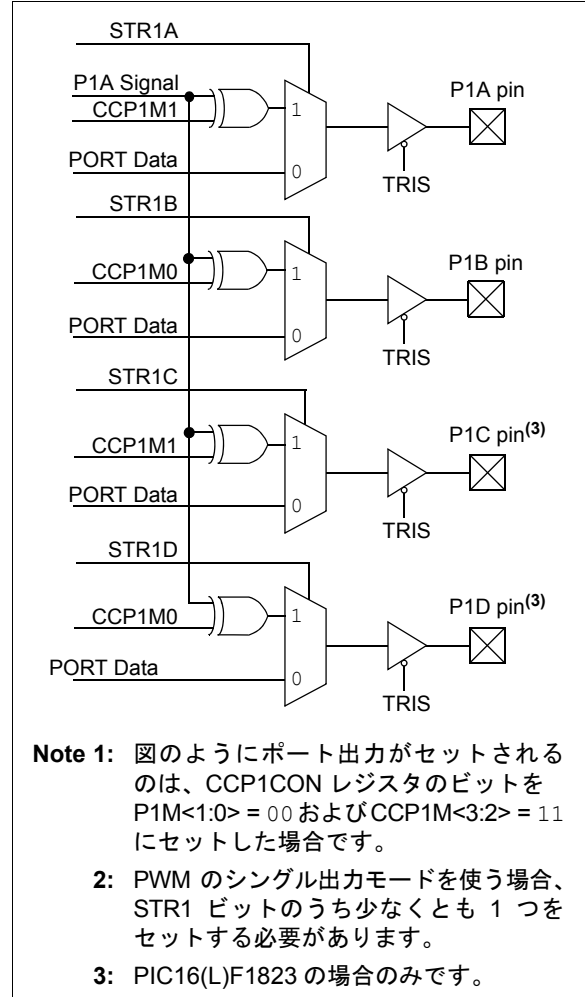 STR1A
P1A Signal
CCP1M1
1
P1A pin
PORT Data
0
TRIS
STR1B
CCP1M0
1
P1B pin
PORT Data
0
TRIS
STR1C
CCP1M1
1
P1C pin(3)
PORT Data
0
TRIS
STR1D
CCP1M0
1
P1D pin(3)
PORT Data
0
TRIS
Note 1: 図のようにポート出力がセットされる
のは、CCP1CON レジスタのビットを
P1M<1:0> = 00 およびCCP1M<3:2> = 11
にセットした場合です。
2: PWM のシングル出力モードを使う場合、
STR1 ビットのうち少なくとも 1 つを
セットする必要があります。
3: PIC16(L)F1823 の場合のみです。